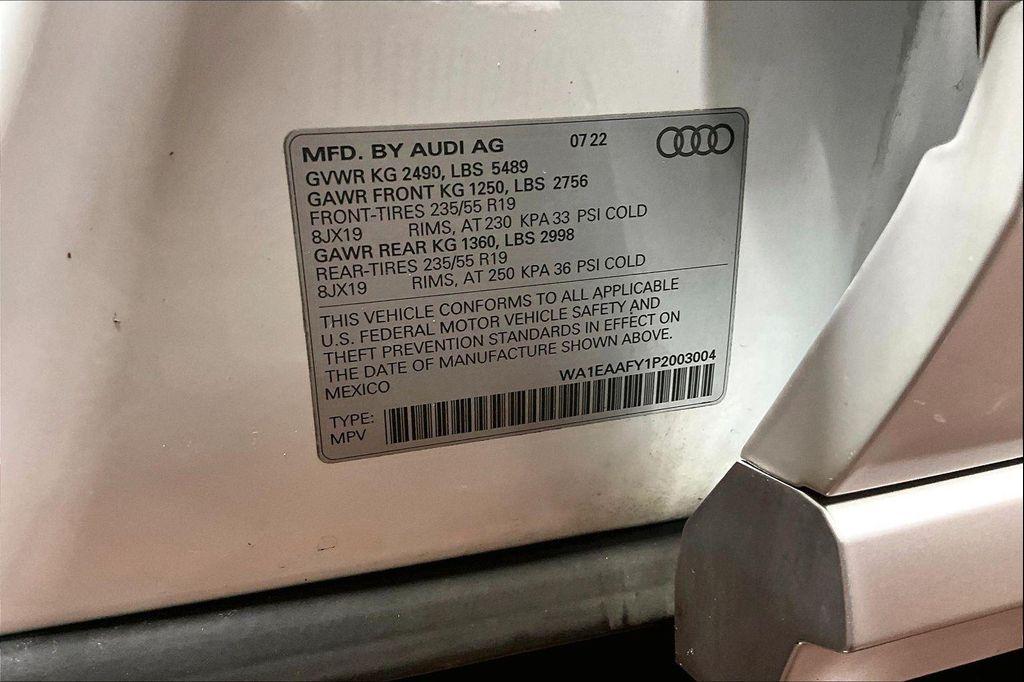 MFD. BY AUDI AG 07 22
GVWR KG 2490, LBS 5489
GAWR FRONT KG 1250, LBS 2756
FRONT-TIRES 235/55 R19
8JX19 RIMS, AT 230 KPA 33 PSI COLD
GAWR REAR KG 1360, LBS 2998
REAR-TIRES 235/55 R19
8JX19 RIMS, AT 250 KPA 36 PSI COLD
THIS VEHICLE CONFORMS TO ALL APPLICABLE
U.S. FEDERAL MOTOR VEHICLE SAFETY AND
THEFT PREVENTION STANDARDS IN EFFECT ON
THE DATE OF MANUFACTURE SHOWN ABOVE.
MEXICO WA1EAAFY1P2003004
TYPE:
MPV